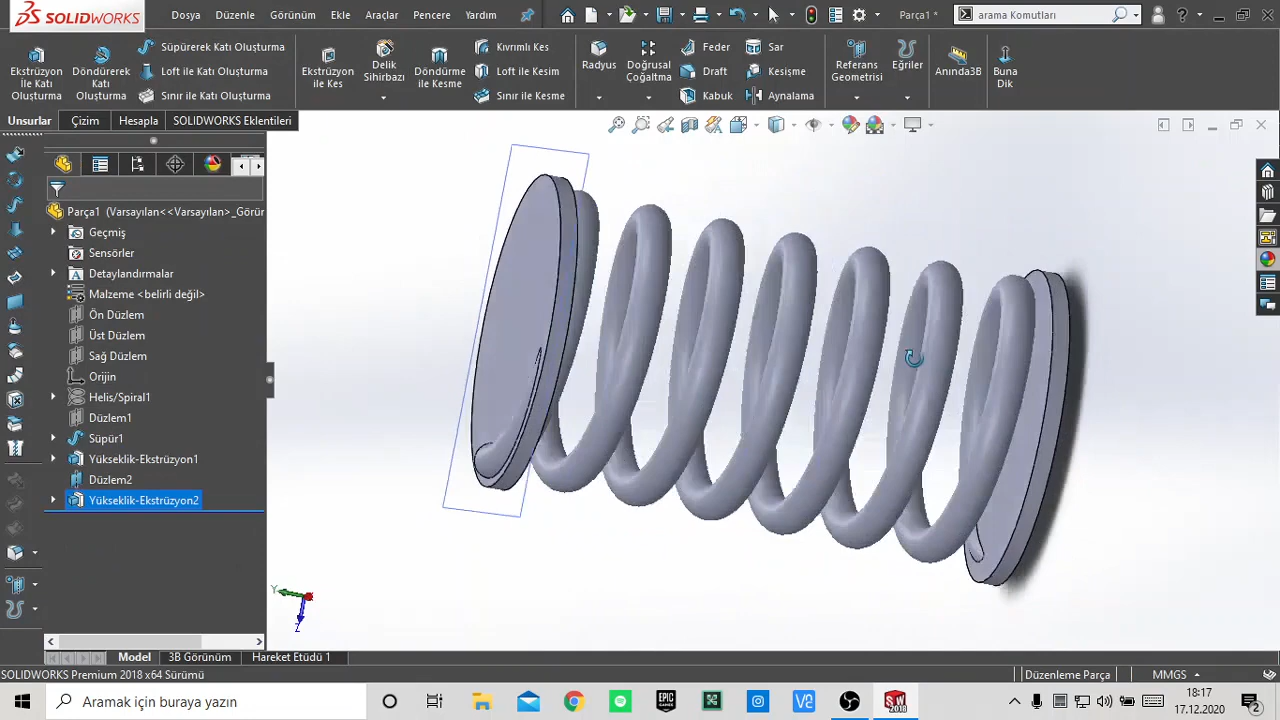 SOLIDWORKS
Dosya Düzenle Görünüm Ekle Araçlar Pencere Yardım
Parça1 *
arama Komutları
Ekstrüzyon
ile Katı
Oluşturma
Döndürerek
Katı
Oluşturma
Süpürerek Katı Oluşturma
Loft ile Katı Oluşturma
Sınır ile Katı Oluşturma
Ekstrüzyon
ile Kes
Delik
Sihirbazı
Döndürme
ile Kesme
Kıvrımlı Kes
Loft ile Kesim
Sınır ile Kesme
Radyus
Doğrusal
Çoğaltma
Feder
Draft
Kabuk
Sar
Kesişme
Aynalama
Referans
Geometrisi
Eğriler
Anında3B
Buna
Dik
Unsurlar Çizim Hesapla SOLIDWORKS Eklentileri
Parça1 (Varsayılan<<Varsayılan>_Görür
Geçmiş
Sensörler
Detaylandırmalar
Malzeme <belirli değil>
Ön Düzlem
Üst Düzlem
Sağ Düzlem
Orijin
Helis/Spiral1
Düzlem1
Süpür1
Yükseklik-Ekstrüzyon1
Düzlem2
Yükseklik-Ekstrüzyon2
Y
Z
Model 3B Görünüm Hareket Etüdü 1
SOLIDWORKS Premium 2018 x64 Sürümü
Düzenleme Parça
MMGS
Aramak için buraya yazın
EPIC
GAMES
SW
2018
18:17
17.12.2020
2